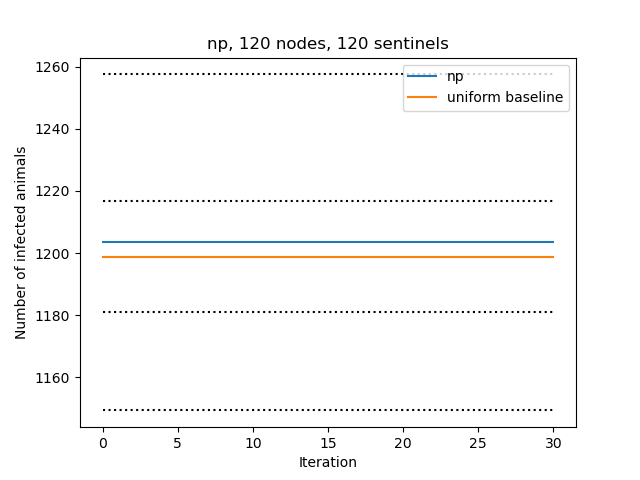 np, 120 nodes, 120 sentinels
np
uniform baseline
Number of infected animals
1260
1240
1220
1200
1180
1160
0 5 10 15 20 25 30
Iteration